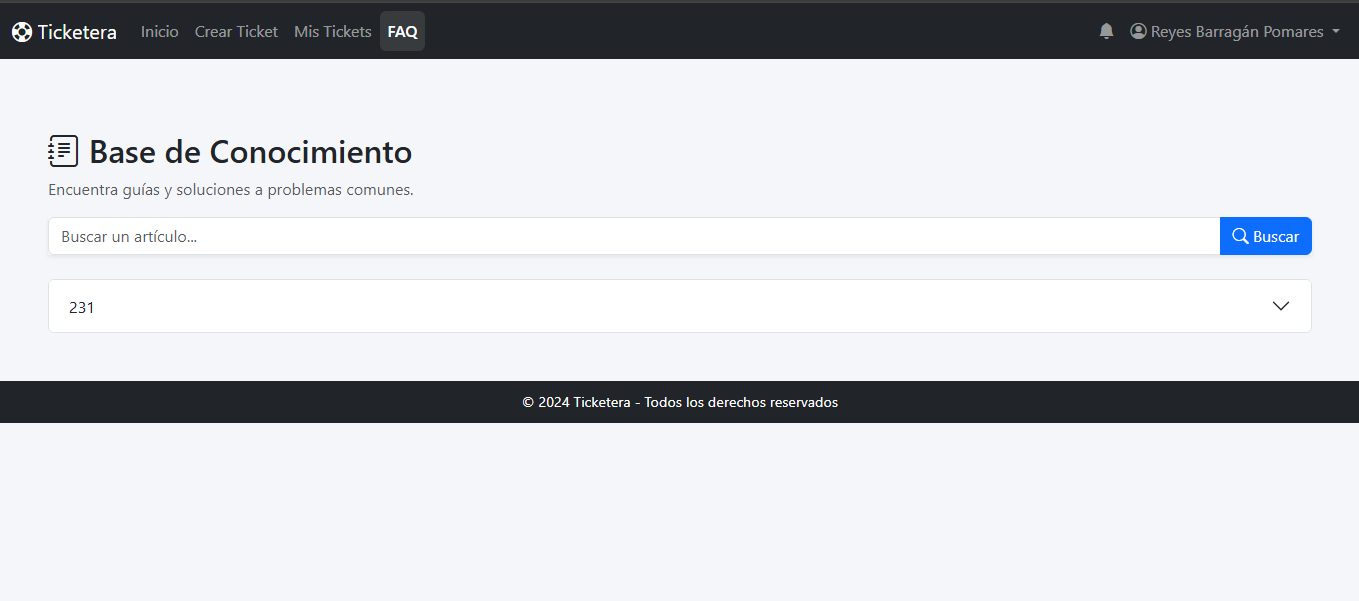 Ticketera Inicio Crear Ticket Mis Tickets FAQ Reyes Barragán Pomares
Base de Conocimiento
Encuentra guías y soluciones a problemas comunes.
Buscar un artículo... Buscar
231
© 2024 Ticketera - Todos los derechos reservados